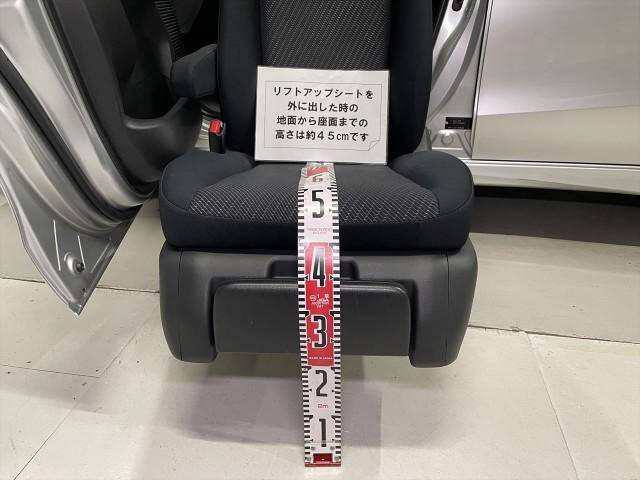 リフトアップシートを
外に出した時の
地面から座面までの
高さは約４５cmです
6
5
4
3
2
2m
1